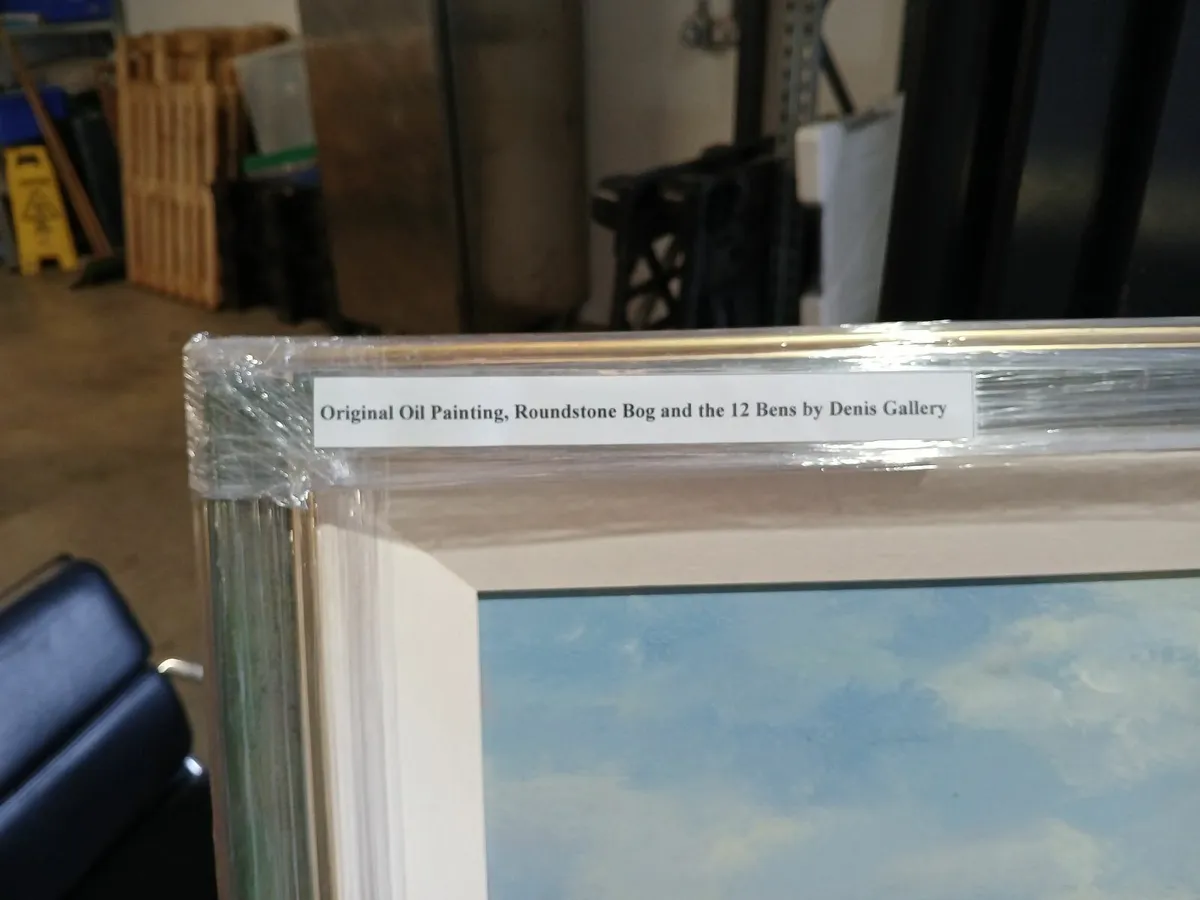 Original Oil Painting, Roundstone Bog and the 12 Bens by Denis Gallery